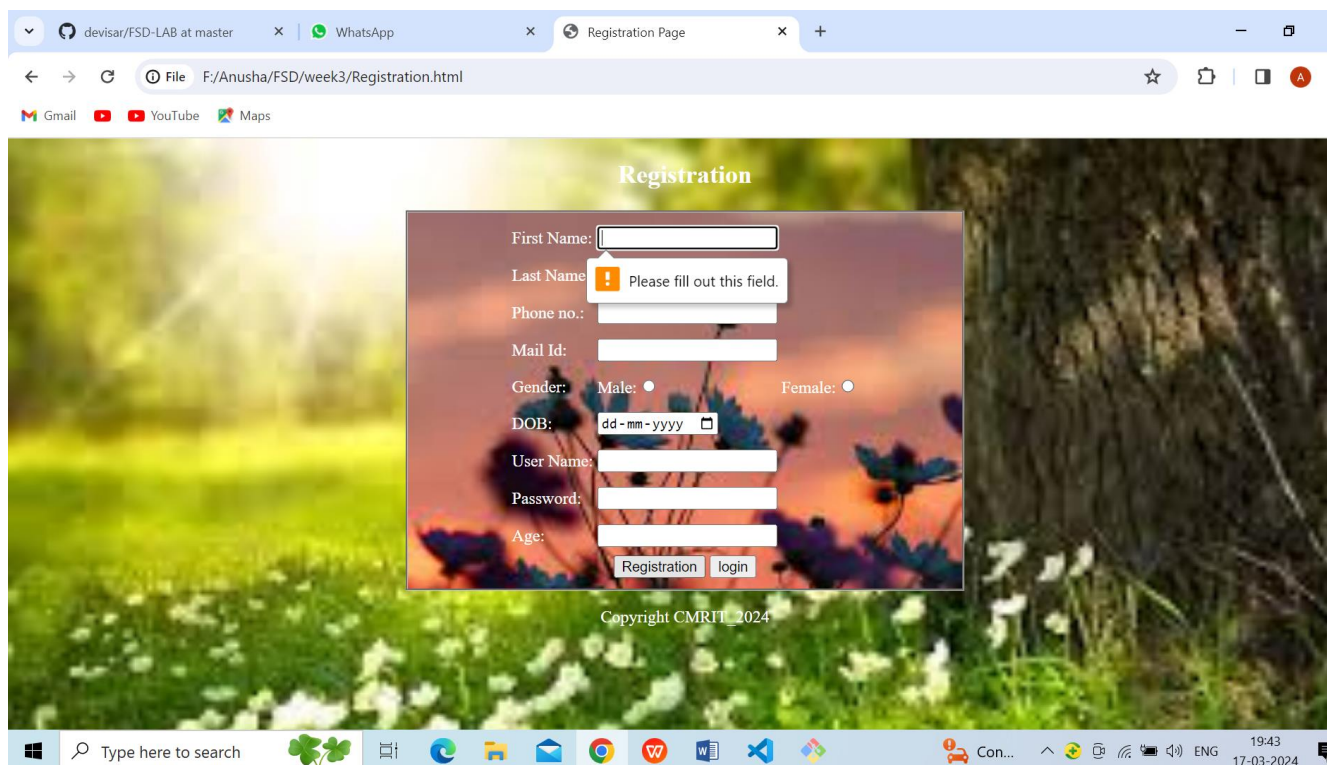 devisar/FSD-LAB at master WhatsApp Registration Page
File F:/Anusha/FSD/week3/Registration.html A
Gmail YouTube Maps
Registration
First Name:
Last Name
Please fill out this field.
Phone no.:
Mail Id:
Gender: Male: Female:
DOB: dd-mm-yyyy
User Name:
Password:
Age:
Registration login
Copyright CMRIT_2024
Type here to search W W Con... ENG 19:43
17-03-2024